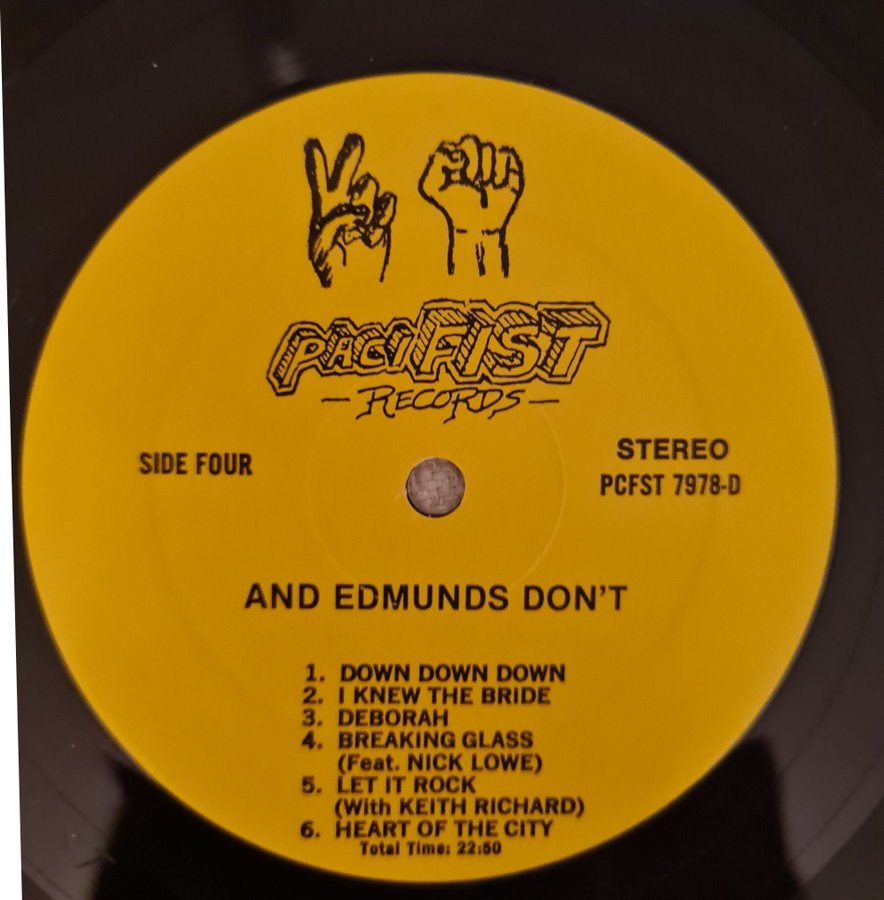 PACIFIST
— RECORDS —
SIDE FOUR
STEREO
PCFST 7978-D
AND EDMUNDS DON'T
1. DOWN DOWN DOWN
2. I KNEW THE BRIDE
3. DEBORAH
4. BREAKING GLASS
(Feat. NICK LOWE)
5. LET IT ROCK
(With KEITH RICHARD)
6. HEART OF THE CITY
Total Time: 22:50